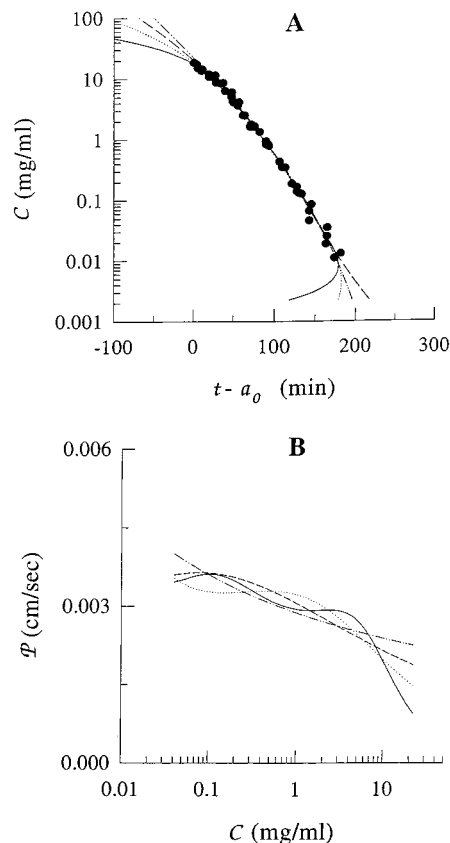 A
100
10
1
0.1
0.01
0.001
C (mg/ml)
-100 0 100 200 300
t - a₀ (min)
B
0.006
0.003
0.000
𝒫 (cm/sec)
0.01 0.1 1 10
C (mg/ml)